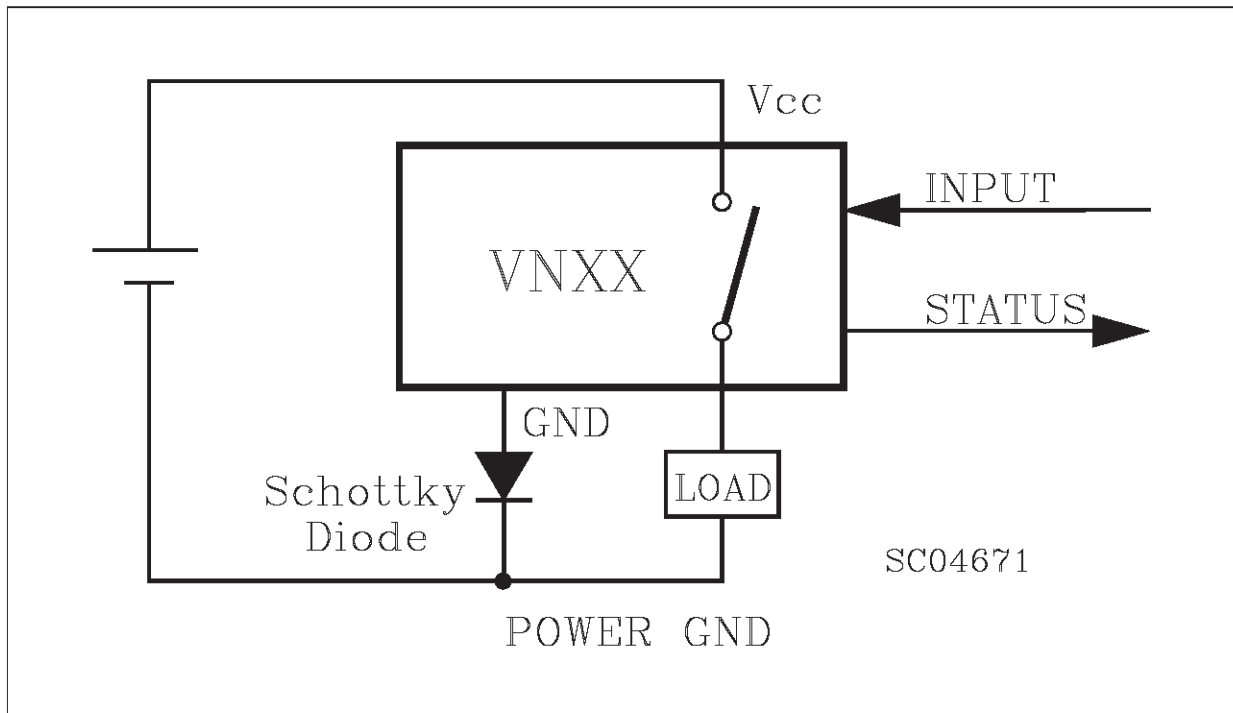 Vcc
INPUT
VNXX
STATUS
GND
Schottky
Diode
LOAD
SC04671
POWER GND